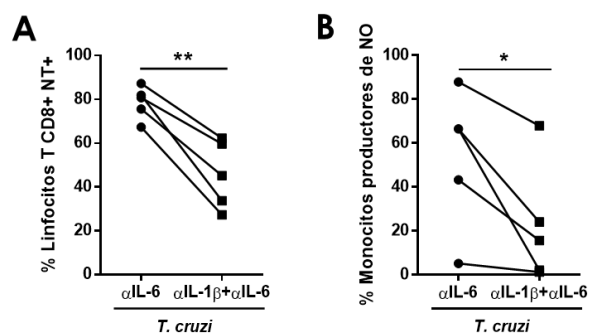 A
% Linfocitos T CD8+ NT+
100
80
60
40
20
0
**
αIL-6
αIL-1β+αIL-6
T. cruzi
B
% Monocitos productores de NO
100
80
60
40
20
0
*
αIL-6
αIL-1β+αIL-6
T. cruzi